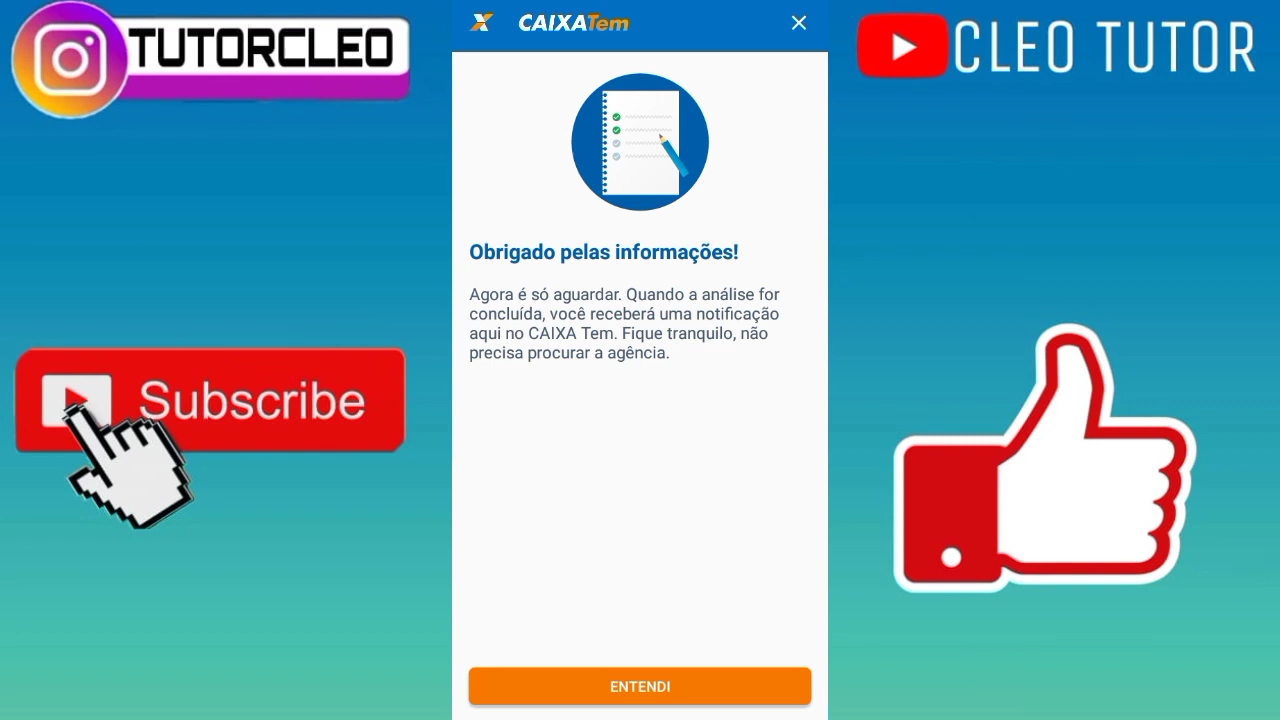 TUTORCLEO
CAIXATem
CLEO TUTOR
Obrigado pelas informações!
Agora é só aguardar. Quando a análise for
concluída, você receberá uma notificação
aqui no CAIXA Tem. Fique tranquilo, não
precisa procurar a agência.
Subscribe
ENTENDI